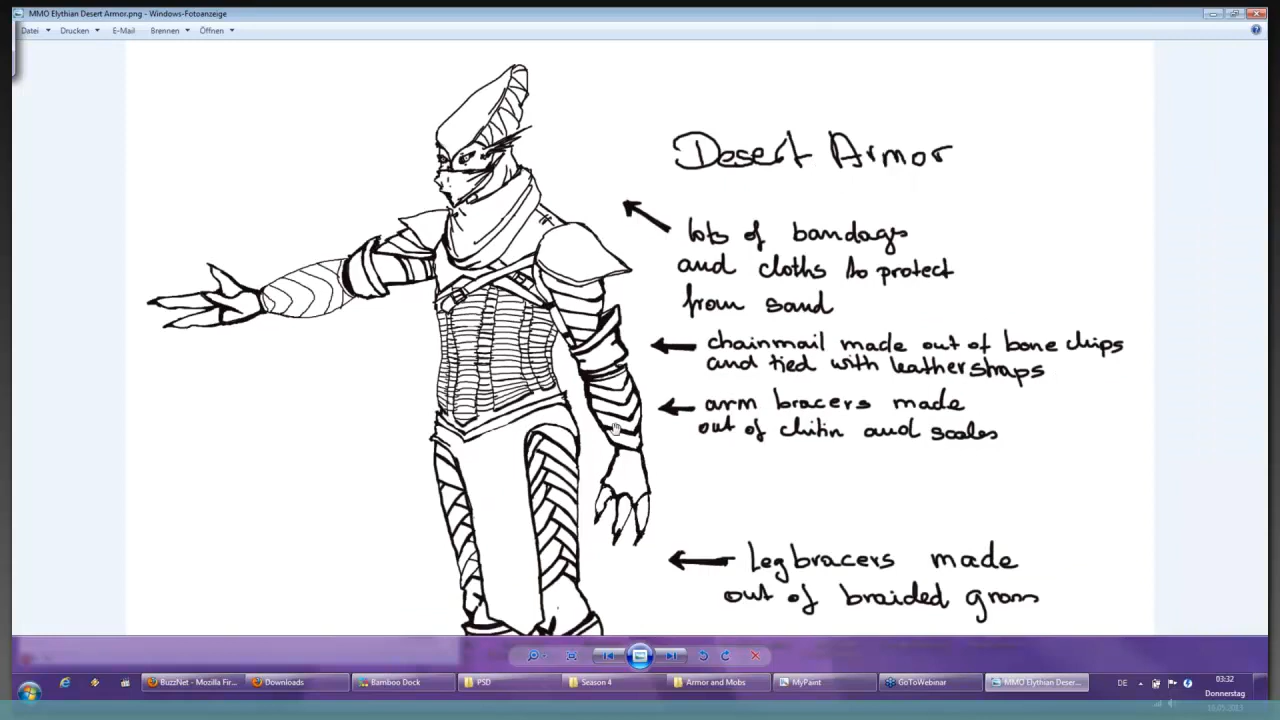 MMO Elythian Desert Armor.png - Windows-Fotoanzeige
Datei Drucken E-Mail Brennen Öffnen
Desert Armor
lots of bandages
and cloths to protect
from sand
chainmail made out of bone chips
and tied with leatherstraps
arm bracers made
out of chitin and scales
legbracers made
out of braided grass
BuzzNet - Mozilla Fir... Downloads Bamboo Dock PSD Season 4 Armor and Mobs MyPaint GoToWebinar MMO Elythian Deser... DE 03:32
Donnerstag
16.05.2013